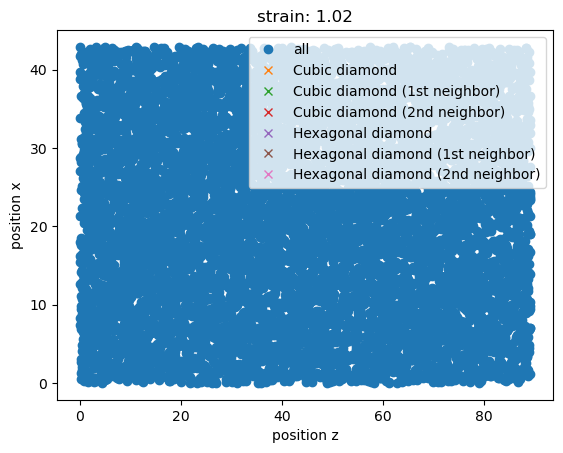 strain: 1.02
all
Cubic diamond
Cubic diamond (1st neighbor)
Cubic diamond (2nd neighbor)
Hexagonal diamond
Hexagonal diamond (1st neighbor)
Hexagonal diamond (2nd neighbor)
position x
40
30
20
10
0
0
20
40
60
80
position z